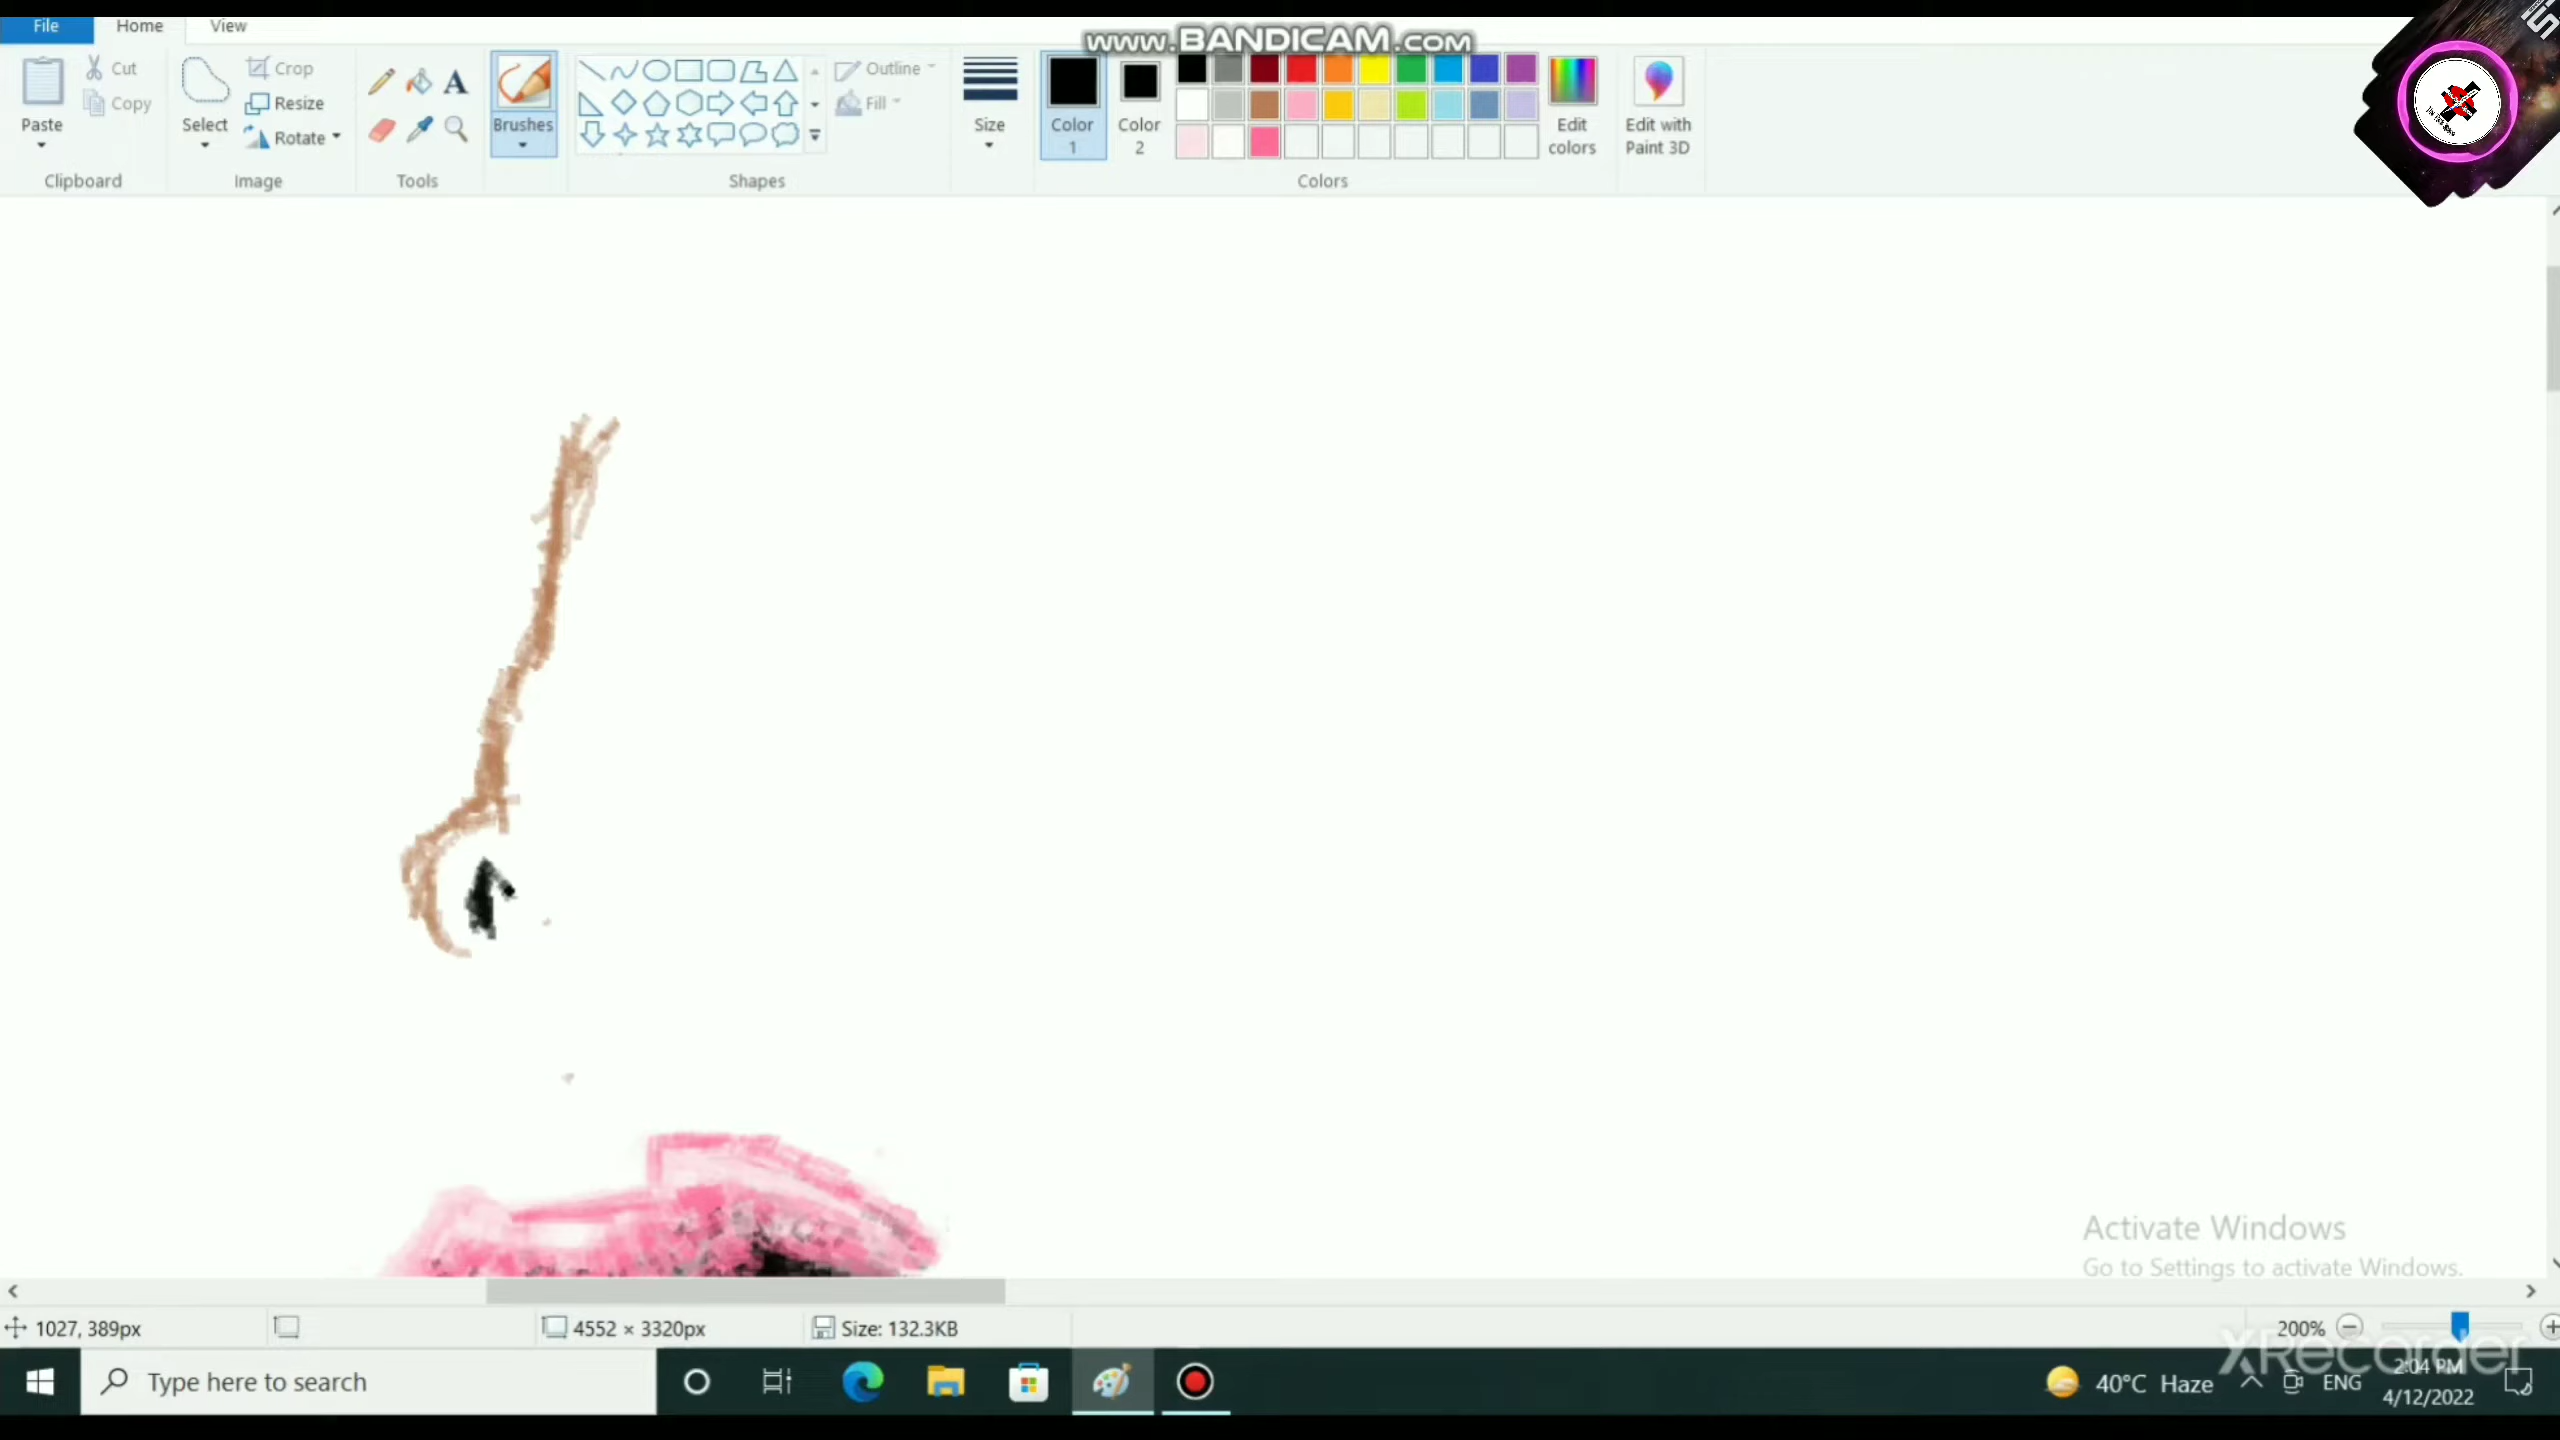 www.BANDICAM.com
File Home View
Paste
Cut
Copy
Clipboard
Select
Crop
Resize
Rotate
Image
A
Tools
Brushes
Shapes
Outline
Fill
Size
Color
1
Color
2
Colors
Edit
colors
Edit with
Paint 3D
Activate Windows
Go to Settings to activate Windows.
1027, 389px
4552 × 3320px
Size: 132.3KB
200%
XRecorder
Type here to search
40°C Haze
ENG
2:04 PM
4/12/2022